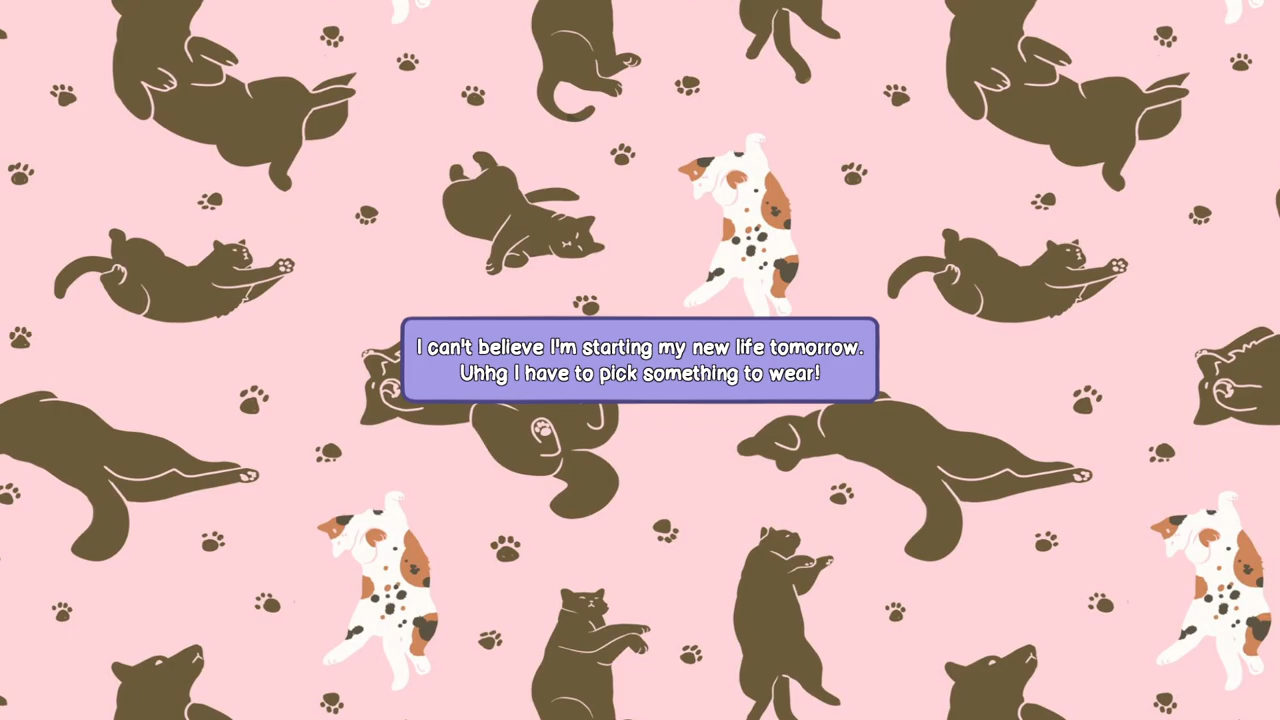 I can't believe I'm starting my new life tomorrow.
Uhhg I have to pick something to wear!